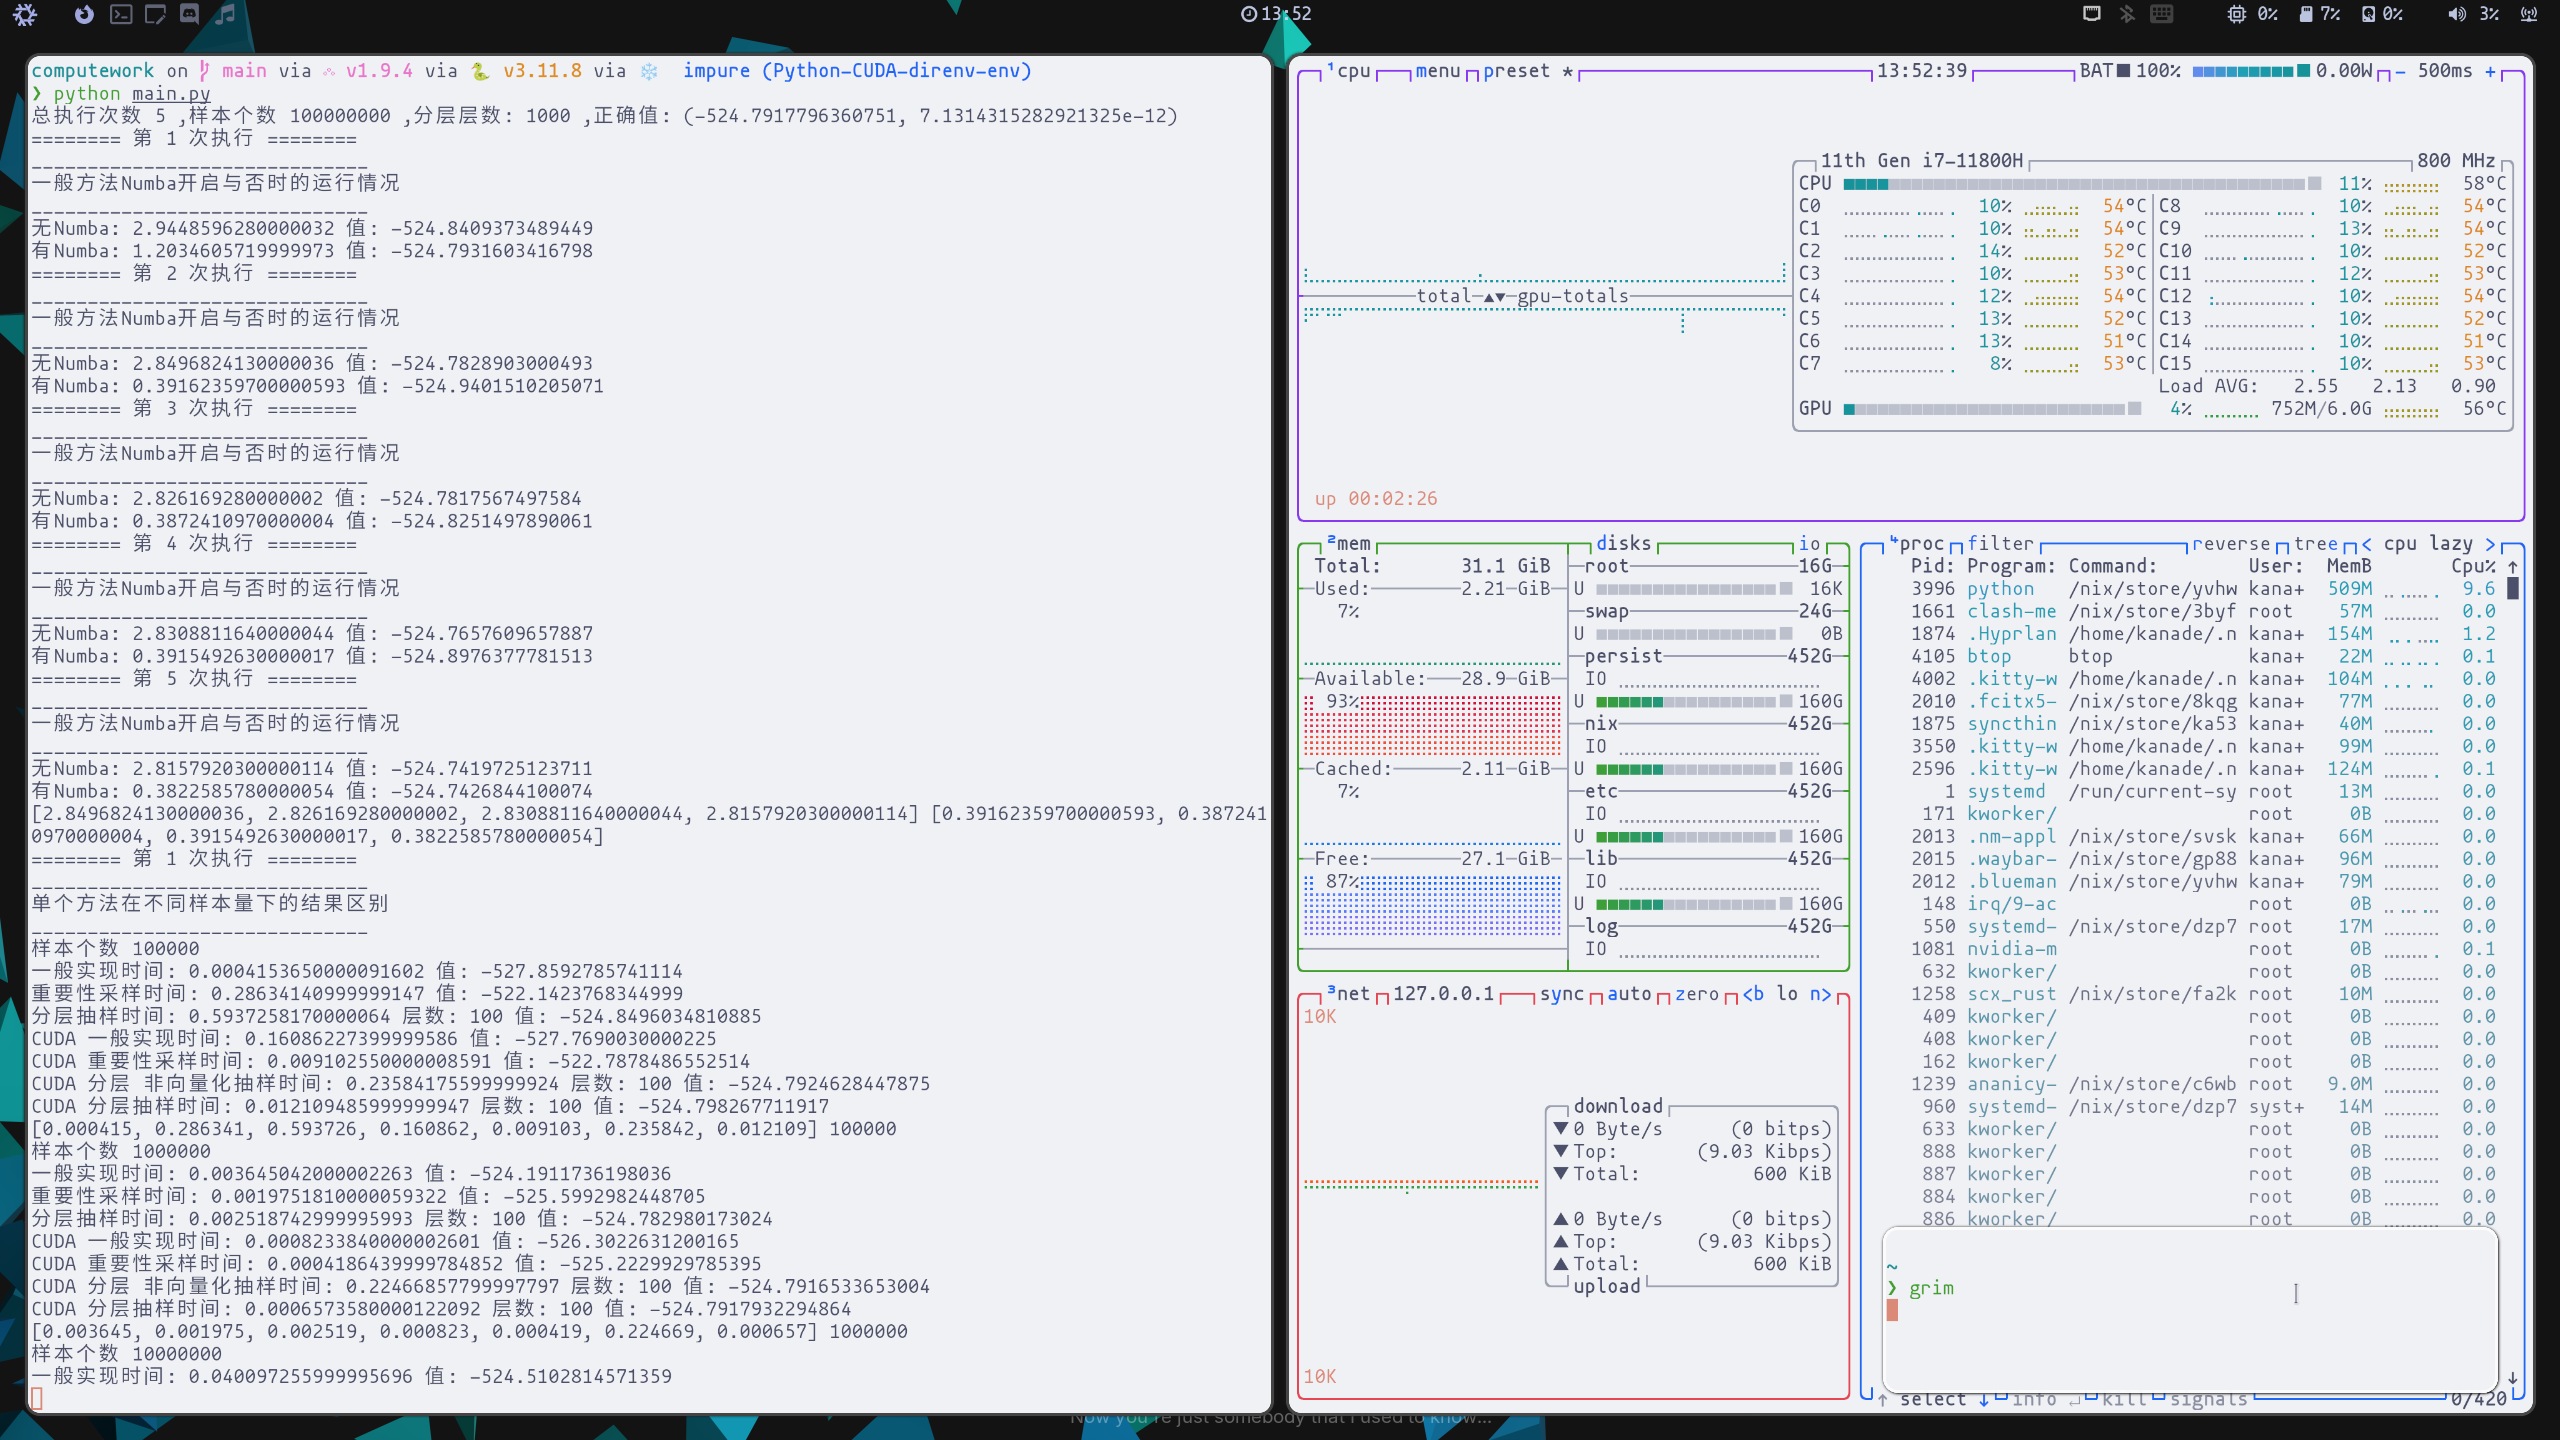 13:52
0% 7% 0% 3%
computework on main via v1.9.4 via v3.11.8 via impure (Python-CUDA-direnv-env)
❯ python main.py
总执行次数 5 ,样本个数 100000000 ,分层层数: 1000 ,正确值: (-524.7917796360751, 7.1314315282921325e-12)
======== 第 1 次执行 ========
______________________________
一般方法Numba开启与否时的运行情况
______________________________
无Numba: 2.9448596280000032 值: -524.8409373489449
有Numba: 1.2034605719999973 值: -524.7931603416798
======== 第 2 次执行 ========
______________________________
一般方法Numba开启与否时的运行情况
______________________________
无Numba: 2.8496824130000036 值: -524.7828903000493
有Numba: 0.39162359700000593 值: -524.9401510205071
======== 第 3 次执行 ========
______________________________
一般方法Numba开启与否时的运行情况
______________________________
无Numba: 2.826169280000002 值: -524.7817567497584
有Numba: 0.3872410970000004 值: -524.8251497890061
======== 第 4 次执行 ========
______________________________
一般方法Numba开启与否时的运行情况
______________________________
无Numba: 2.8308811640000044 值: -524.7657609657887
有Numba: 0.3915492630000017 值: -524.8976377781513
======== 第 5 次执行 ========
______________________________
一般方法Numba开启与否时的运行情况
______________________________
无Numba: 2.8157920300000114 值: -524.7419725123711
有Numba: 0.3822585780000054 值: -524.7426844100074
[2.8496824130000036, 2.826169280000002, 2.8308811640000044, 2.8157920300000114] [0.39162359700000593, 0.387241
0970000004, 0.3915492630000017, 0.3822585780000054]
======== 第 1 次执行 ========
______________________________
单个方法在不同样本量下的结果区别
______________________________
样本个数 100000
一般实现时间: 0.0004153650000091602 值: -527.8592785741114
重要性采样时间: 0.28634140999999147 值: -522.1423768344999
分层抽样时间: 0.5937258170000064 层数: 100 值: -524.8496034810885
CUDA 一般实现时间: 0.16086227399999586 值: -527.7690030000225
CUDA 重要性采样时间: 0.009102550000008591 值: -522.7878486552514
CUDA 分层 非向量化抽样时间: 0.23584175599999924 层数: 100 值: -524.7924628447875
CUDA 分层抽样时间: 0.012109485999999947 层数: 100 值: -524.798267711917
[0.000415, 0.286341, 0.593726, 0.160862, 0.009103, 0.235842, 0.012109] 100000
样本个数 1000000
一般实现时间: 0.003645042000002263 值: -524.1911736198036
重要性采样时间: 0.0019751810000059322 值: -525.5992982448705
分层抽样时间: 0.002518742999995993 层数: 100 值: -524.782980173024
CUDA 一般实现时间: 0.0008233840000002601 值: -526.3022631200165
CUDA 重要性采样时间: 0.0004186439999784852 值: -525.2229929785395
CUDA 分层 非向量化抽样时间: 0.22466857799997797 层数: 100 值: -524.7916533653004
CUDA 分层抽样时间: 0.0006573580000122092 层数: 100 值: -524.7917932294864
[0.003645, 0.001975, 0.002519, 0.000823, 0.000419, 0.224669, 0.000657] 1000000
样本个数 10000000
一般实现时间: 0.040097255999995696 值: -524.5102814571359
¹cpu menu preset * 13:52:39 BAT■ 100% 0.00W - 500ms +
11th Gen i7-11800H 800 MHz
CPU 11% 58°C
C0 10% 54°C C8 10% 54°C
C1 10% 54°C C9 13% 54°C
C2 14% 52°C C10 10% 52°C
C3 10% 53°C C11 12% 53°C
total ▲▼ gpu-totals C4 12% 54°C C12 10% 54°C
C5 13% 52°C C13 10% 52°C
C6 13% 51°C C14 10% 51°C
C7 8% 53°C C15 10% 53°C
Load AVG: 2.55 2.13 0.90
GPU 4% 752M/6.0G 56°C
up 00:02:26
²mem disks io
Total: 31.1 GiB root 16G
Used: 2.21 GiB U 16K
7% swap 24G
U 0B
persist 452G
Available: 28.9 GiB IO
93% U 160G
nix 452G
IO
Cached: 2.11 GiB U 160G
7% etc 452G
IO
U 160G
Free: 27.1 GiB lib 452G
87% IO
U 160G
log 452G
IO
³net 127.0.0.1 sync auto zero <b lo n>
10K
download
▼0 Byte/s (0 bitps)
▼Top: (9.03 Kibps)
▼Total: 600 KiB
▲0 Byte/s (0 bitps)
▲Top: (9.03 Kibps)
▲Total: 600 KiB
upload
10K
⁴proc filter reverse tree < cpu lazy >
Pid: Program: Command: User: MemB Cpu% ↑
3996 python /nix/store/yvhw kana+ 509M 9.6
1661 clash-me /nix/store/3byf root 57M 0.0
1874 .Hyprlan /home/kanade/.n kana+ 154M 1.2
4105 btop btop kana+ 22M 0.1
4002 .kitty-w /home/kanade/.n kana+ 104M 0.0
2010 .fcitx5- /nix/store/8kqg kana+ 77M 0.0
1875 syncthin /nix/store/ka53 kana+ 40M 0.0
3550 .kitty-w /home/kanade/.n kana+ 99M 0.0
2596 .kitty-w /home/kanade/.n kana+ 124M 0.1
1 systemd /run/current-sy root 13M 0.0
171 kworker/ root 0B 0.0
2013 .nm-appl /nix/store/svsk kana+ 66M 0.0
2015 .waybar- /nix/store/gp88 kana+ 96M 0.0
2012 .blueman /nix/store/yvhw kana+ 79M 0.0
148 irq/9-ac root 0B 0.0
550 systemd- /nix/store/dzp7 root 17M 0.0
1081 nvidia-m root 0B 0.1
632 kworker/ root 0B 0.0
1258 scx_rust /nix/store/fa2k root 10M 0.0
409 kworker/ root 0B 0.0
408 kworker/ root 0B 0.0
162 kworker/ root 0B 0.0
1239 ananicy- /nix/store/c6wb root 9.0M 0.0
960 systemd- /nix/store/dzp7 syst+ 14M 0.0
633 kworker/ root 0B 0.0
888 kworker/ root 0B 0.0
887 kworker/ root 0B 0.0
884 kworker/ root 0B 0.0
886 kworker/ root 0B 0.0
~
❯ grim
↑ select ↓ info ↵ kill signals 0/420 ↓
Now you're just somebody that I used to know...